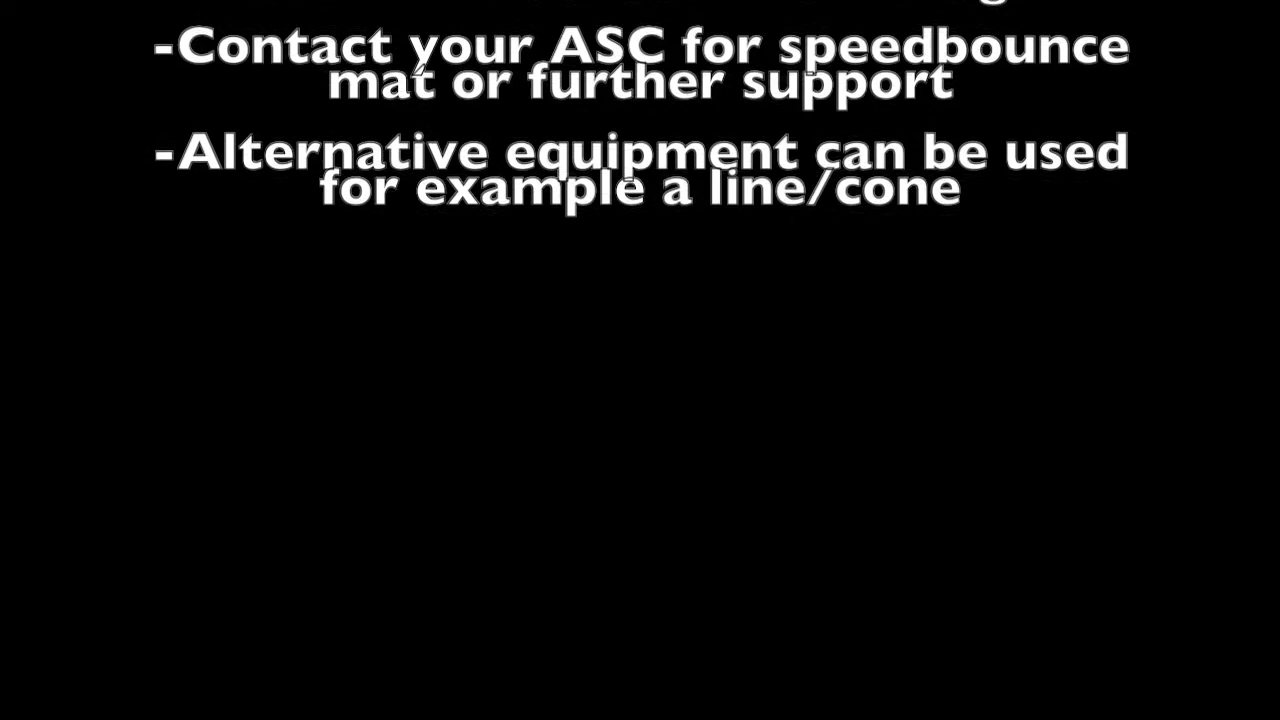 -Contact your ASC for speedbounce
mat or further support
-Alternative equipment can be used
for example a line/cone